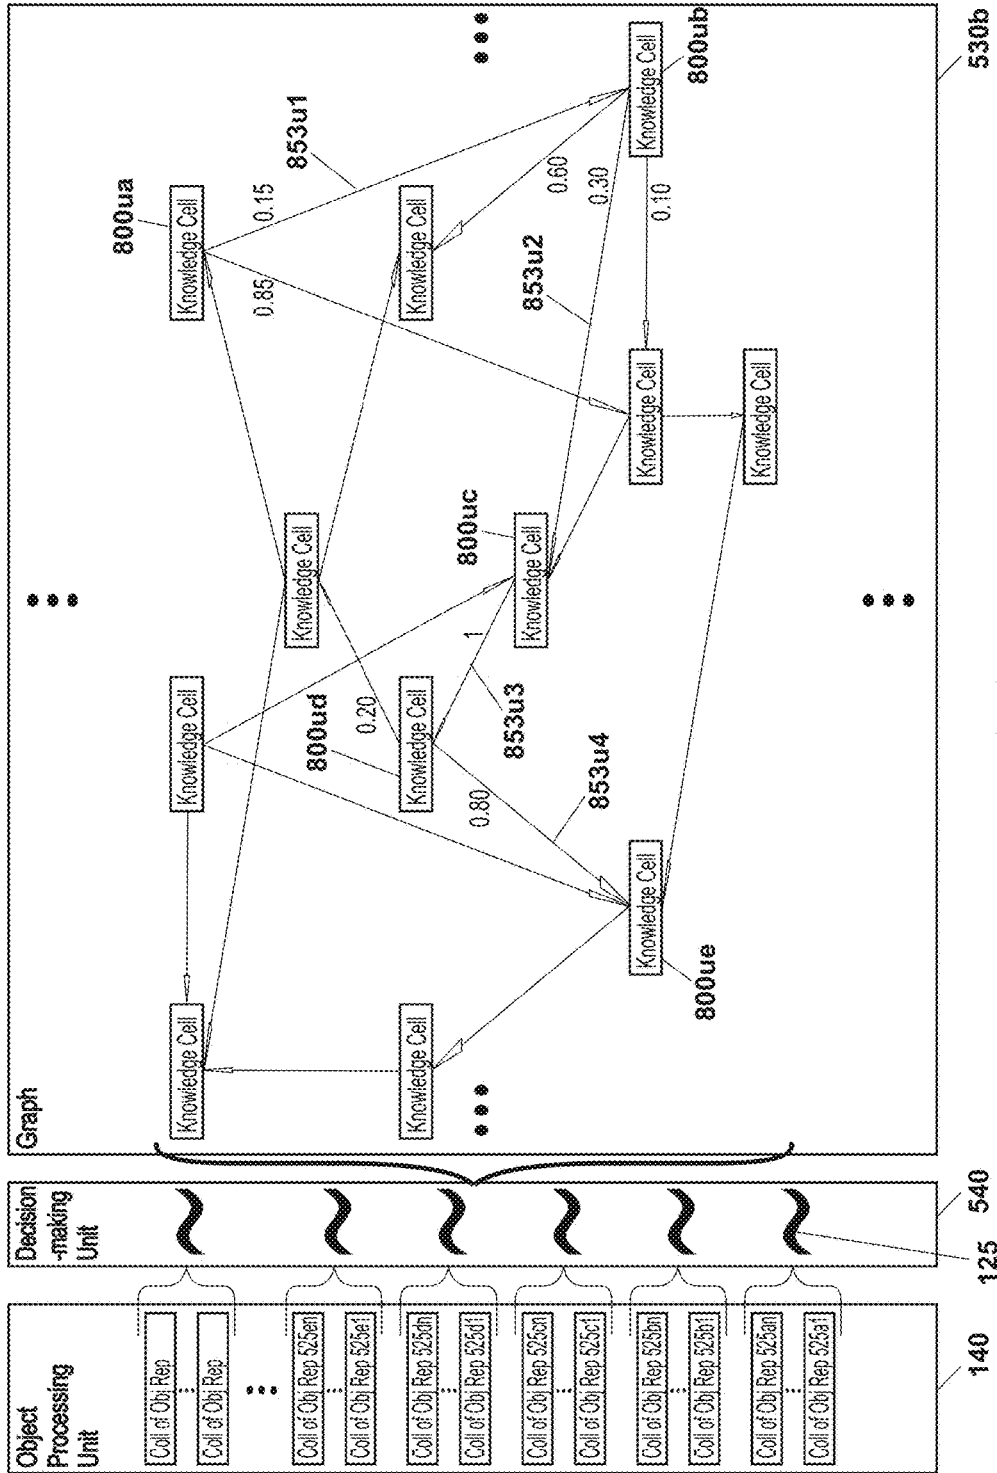 Object
Processing
Unit
Coll of Obj Rep
Coll of Obj Rep
Coll of Obj Rep 525en
Coll of Obj Rep 525e1
Coll of Obj Rep 525dn
Coll of Obj Rep 525d1
Coll of Obj Rep 525cn
Coll of Obj Rep 525c1
Coll of Obj Rep 525bn
Coll of Obj Rep 525b1
Coll of Obj Rep 525an
Coll of Obj Rep 525a1
140
Decision
-making
Unit
125
540
Graph
800ua
Knowledge Cell
Knowledge Cell
Knowledge Cell
0.85
0.15
853u1
Knowledge Cell
800ud
0.20
Knowledge Cell
Knowledge Cell
Knowledge Cell
800uc
0.80
1
853u3
853u2
0.60
Knowledge Cell
0.30
853u4
Knowledge Cell
Knowledge Cell
Knowledge Cell
0.10
800ue
800ub
Knowledge Cell
530b